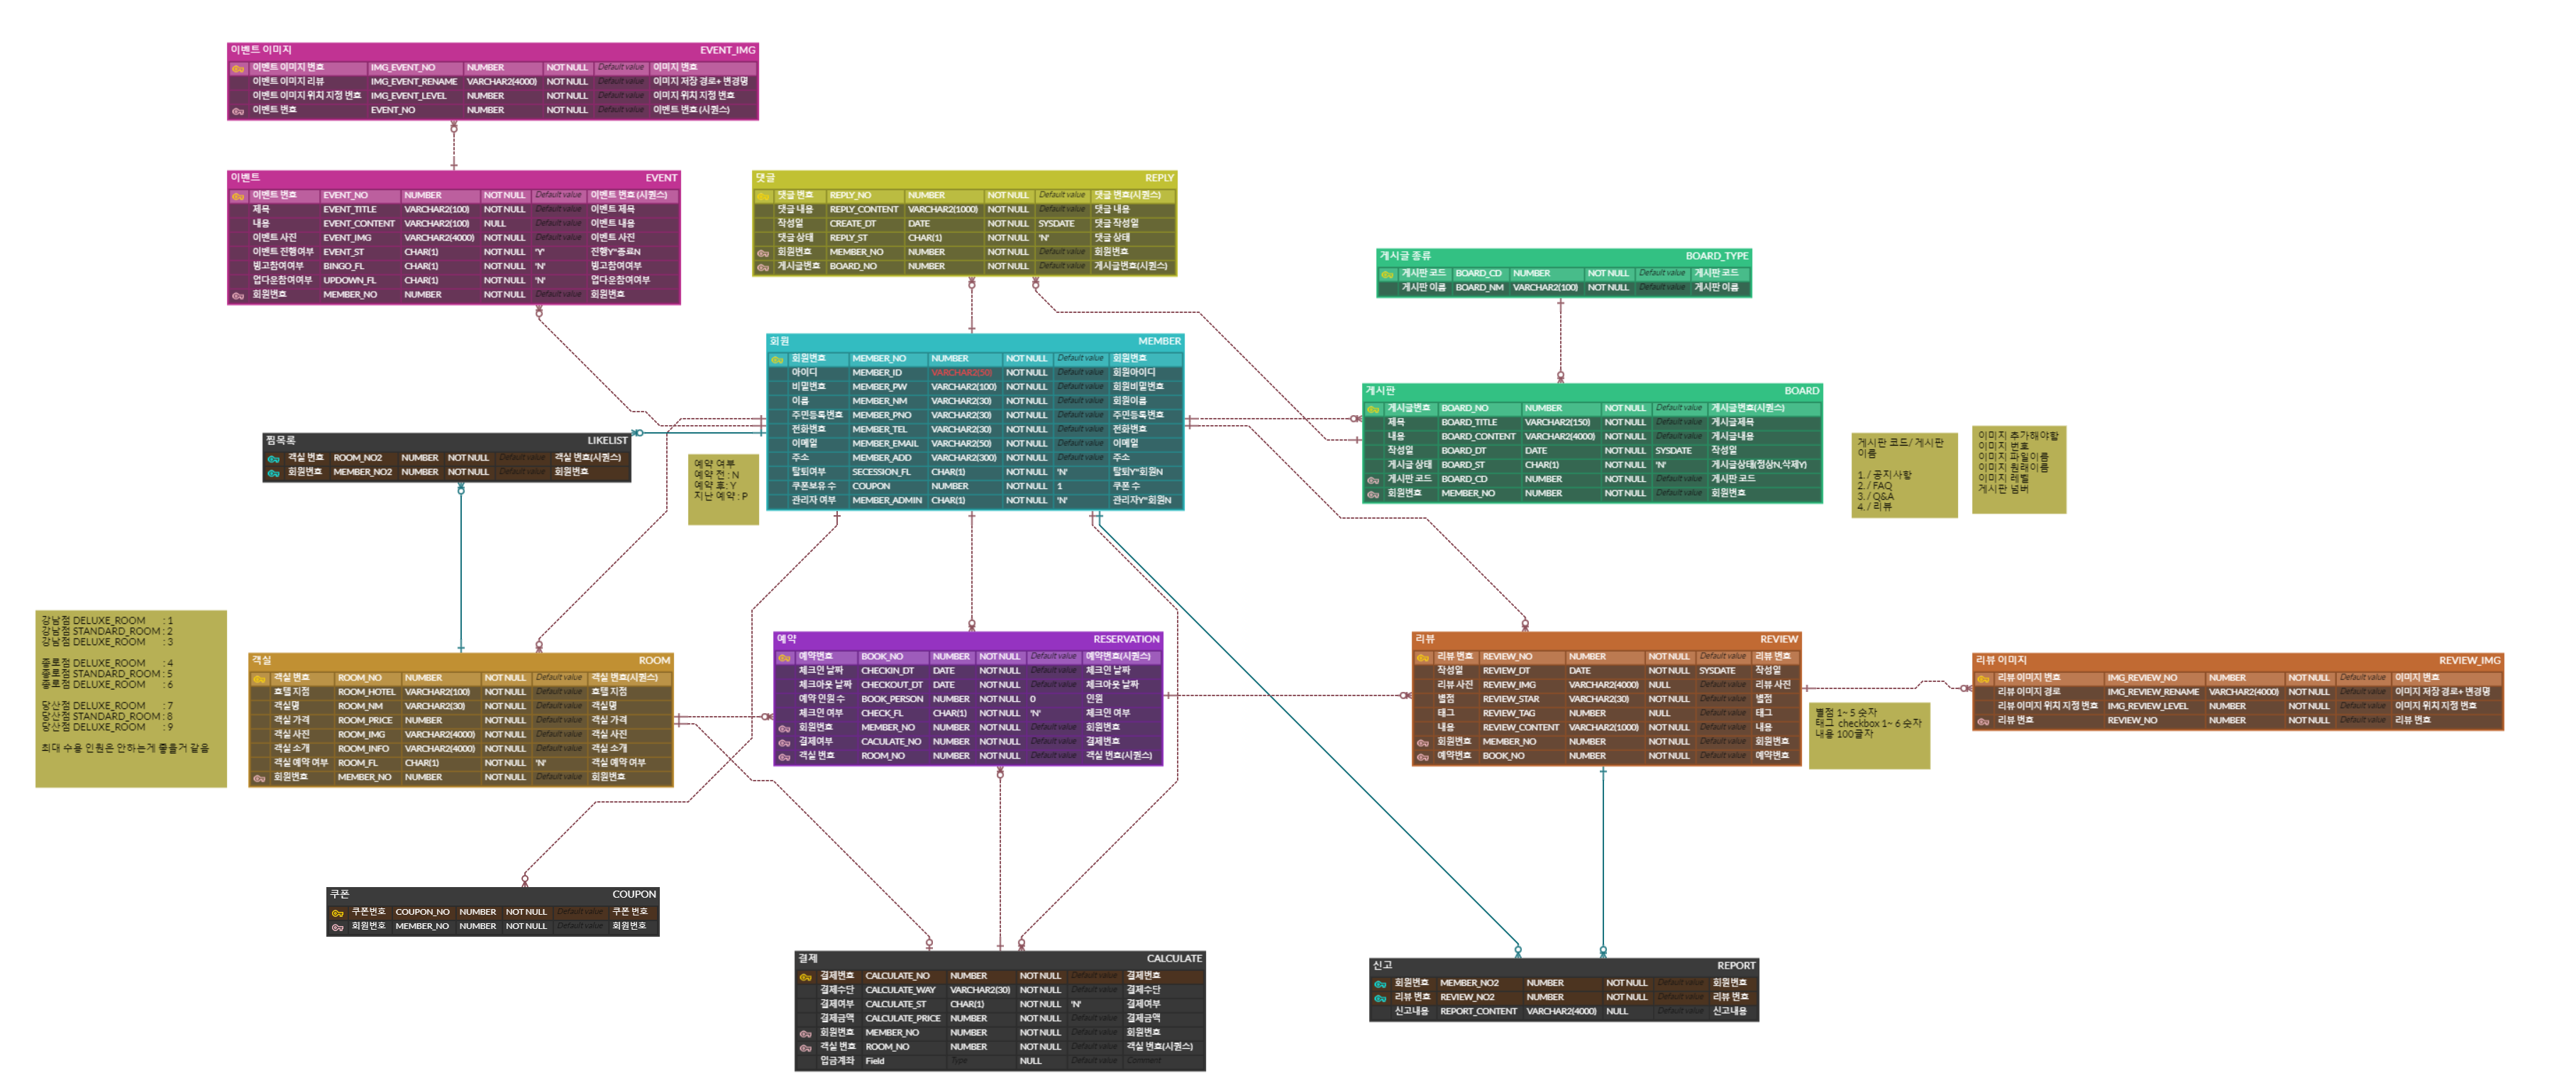 이벤트 이미지 EVENT_IMG
이벤트 이미지 번호 IMG_EVENT_NO NUMBER NOT NULL Default value 이미지 번호
이벤트 이미지 리뷰 IMG_EVENT_RENAME VARCHAR2(4000) NOT NULL Default value 이미지 저장 경로+ 변경명
이벤트 이미지 위치 지정 번호 IMG_EVENT_LEVEL NUMBER NOT NULL Default value 이미지 위치 지정 번호
이벤트 번호 EVENT_NO NUMBER NOT NULL Default value 이벤트 번호 (시퀀스)
이벤트 EVENT
이벤트 번호 EVENT_NO NUMBER NOT NULL Default value 이벤트 번호 (시퀀스)
제목 EVENT_TITLE VARCHAR2(100) NOT NULL Default value 이벤트 제목
내용 EVENT_CONTENT VARCHAR2(100) NULL Default value 이벤트 내용
이벤트 사진 EVENT_IMG VARCHAR2(4000) NOT NULL Default value 이벤트 사진
이벤트 진행여부 EVENT_ST CHAR(1) NOT NULL 'Y' 진행Y*종료N
빙고참여여부 BINGO_FL CHAR(1) NOT NULL 'N' 빙고참여여부
업다운참여여부 UPDOWN_FL CHAR(1) NOT NULL 'N' 업다운참여여부
회원번호 MEMBER_NO NUMBER NOT NULL Default value 회원번호
댓글 REPLY
댓글 번호 REPLY_NO NUMBER NOT NULL Default value 댓글 번호(시퀀스)
댓글 내용 REPLY_CONTENT VARCHAR2(1000) NOT NULL Default value 댓글 내용
작성일 CREATE_DT DATE NOT NULL SYSDATE 댓글 작성일
댓글 상태 REPLY_ST CHAR(1) NOT NULL 'N' 댓글 상태
회원번호 MEMBER_NO NUMBER NOT NULL Default value 회원번호
게시글번호 BOARD_NO NUMBER NOT NULL Default value 게시글번호(시퀀스)
게시글 종류 BOARD_TYPE
게시판 코드 BOARD_CD NUMBER NOT NULL Default value 게시판 코드
게시판 이름 BOARD_NM VARCHAR2(100) NOT NULL Default value 게시판 이름
회원 MEMBER
회원번호 MEMBER_NO NUMBER NOT NULL Default value 회원번호
아이디 MEMBER_ID VARCHAR2(50) NOT NULL Default value 회원아이디
비밀번호 MEMBER_PW VARCHAR2(100) NOT NULL Default value 회원비밀번호
이름 MEMBER_NM VARCHAR2(30) NOT NULL Default value 회원이름
주민등록번호 MEMBER_PNO VARCHAR2(30) NOT NULL Default value 주민등록번호
전화번호 MEMBER_TEL VARCHAR2(30) NOT NULL Default value 전화번호
이메일 MEMBER_EMAIL VARCHAR2(50) NOT NULL Default value 이메일
주소 MEMBER_ADD VARCHAR2(300) NOT NULL Default value 주소
탈퇴여부 SECESSION_FL CHAR(1) NOT NULL 'N' 탈퇴Y*회원N
쿠폰보유 수 COUPON NUMBER NOT NULL 1 쿠폰 수
관리자 여부 MEMBER_ADMIN CHAR(1) NOT NULL 'N' 관리자Y*회원N
게시판 BOARD
게시글번호 BOARD_NO NUMBER NOT NULL Default value 게시글번호(시퀀스)
제목 BOARD_TITLE VARCHAR2(150) NOT NULL Default value 게시글제목
내용 BOARD_CONTENT VARCHAR2(4000) NOT NULL Default value 게시글내용
작성일 BOARD_DT DATE NOT NULL SYSDATE 작성일
게시글 상태 BOARD_ST CHAR(1) NOT NULL 'N' 게시글상태(정상N,삭제Y)
게시판 코드 BOARD_CD NUMBER NOT NULL Default value 게시판 코드
회원번호 MEMBER_NO NUMBER NOT NULL Default value 회원번호
게시판 코드/ 게시판
이름
1. / 공지사항
2. / FAQ
3. / Q&A
4. / 리뷰
이미지 추가해야함
이미지 번호
이미지 파일이름
이미지 원래이름
이미지 레벨
게시판 넘버
찜목록 LIKELIST
객실 번호 ROOM_NO2 NUMBER NOT NULL Default value 객실 번호(시퀀스)
회원번호 MEMBER_NO2 NUMBER NOT NULL Default value 회원번호
예약 여부
예약 전 : N
예약 후: Y
지난 예약 : P
강남점 DELUXE_ROOM : 1
강남점 STANDARD_ROOM : 2
강남점 DELUXE_ROOM : 3
종로점 DELUXE_ROOM : 4
종로점 STANDARD_ROOM : 5
종로점 DELUXE_ROOM : 6
당산점 DELUXE_ROOM : 7
당산점 STANDARD_ROOM : 8
당산점 DELUXE_ROOM : 9
최대 수용 인원은 안하는게 좋을거 같음
객실 ROOM
객실 번호 ROOM_NO NUMBER NOT NULL Default value 객실 번호(시퀀스)
호텔 지점 ROOM_HOTEL VARCHAR2(100) NOT NULL Default value 호텔 지점
객실명 ROOM_NM VARCHAR2(30) NOT NULL Default value 객실명
객실 가격 ROOM_PRICE NUMBER NOT NULL Default value 객실 가격
객실 사진 ROOM_IMG VARCHAR2(4000) NOT NULL Default value 객실 사진
객실 소개 ROOM_INFO VARCHAR2(4000) NOT NULL Default value 객실 소개
객실 예약 여부 ROOM_FL CHAR(1) NOT NULL 'N' 객실 예약 여부
회원번호 MEMBER_NO NUMBER NOT NULL Default value 회원번호
예약 RESERVATION
예약번호 BOOK_NO NUMBER NOT NULL Default value 예약번호(시퀀스)
체크인 날짜 CHECKIN_DT DATE NOT NULL Default value 체크인 날짜
체크아웃 날짜 CHECKOUT_DT DATE NOT NULL Default value 체크아웃 날짜
예약 인원 수 BOOK_PERSON NUMBER NOT NULL 0 인원
체크인 여부 CHECK_FL CHAR(1) NOT NULL 'N' 체크인 여부
회원번호 MEMBER_NO NUMBER NOT NULL Default value 회원번호
결제여부 CACULATE_NO NUMBER NOT NULL Default value 결제번호
객실 번호 ROOM_NO NUMBER NOT NULL Default value 객실 번호(시퀀스)
리뷰 REVIEW
리뷰 번호 REVIEW_NO NUMBER NOT NULL Default value 리뷰 번호
작성일 REVIEW_DT DATE NOT NULL SYSDATE 작성일
리뷰 사진 REVIEW_IMG VARCHAR2(4000) NULL Default value 리뷰 사진
별점 REVIEW_STAR VARCHAR2(30) NOT NULL Default value 별점
태그 REVIEW_TAG NUMBER NULL Default value 태그
내용 REVIEW_CONTENT VARCHAR2(1000) NOT NULL Default value 내용
회원번호 MEMBER_NO NUMBER NOT NULL Default value 회원번호
예약번호 BOOK_NO NUMBER NOT NULL Default value 예약번호
리뷰 이미지 REVIEW_IMG
리뷰 이미지 번호 IMG_REVIEW_NO NUMBER NOT NULL Default value 이미지 번호
리뷰 이미지 경로 IMG_REVIEW_RENAME VARCHAR2(4000) NOT NULL Default value 이미지 저장 경로+ 변경명
리뷰 이미지 위치 지정 번호 IMG_REVIEW_LEVEL NUMBER NOT NULL Default value 이미지 위치 지정 번호
리뷰 번호 REVIEW_NO NUMBER NOT NULL Default value 리뷰 번호
별점 1~ 5 숫자
태그 checkbox 1~ 6 숫자
내용 100글자
쿠폰 COUPON
쿠폰번호 COUPON_NO NUMBER NOT NULL Default value 쿠폰 번호
회원번호 MEMBER_NO NUMBER NOT NULL Default value 회원번호
결제 CALCULATE
결제번호 CALCULATE_NO NUMBER NOT NULL Default value 결제번호
결제수단 CALCULATE_WAY VARCHAR2(30) NOT NULL Default value 결제수단
결제여부 CALCULATE_ST CHAR(1) NOT NULL 'N' 결제여부
결제금액 CALCULATE_PRICE NUMBER NOT NULL Default value 결제금액
회원번호 MEMBER_NO NUMBER NOT NULL Default value 회원번호
객실 번호 ROOM_NO NUMBER NOT NULL Default value 객실 번호(시퀀스)
입금계좌 Field Type NULL Default value Comment
신고 REPORT
회원번호 MEMBER_NO2 NUMBER NOT NULL Default value 회원번호
리뷰 번호 REVIEW_NO2 NUMBER NOT NULL Default value 리뷰 번호
신고내용 REPORT_CONTENT VARCHAR2(4000) NULL Default value 신고내용